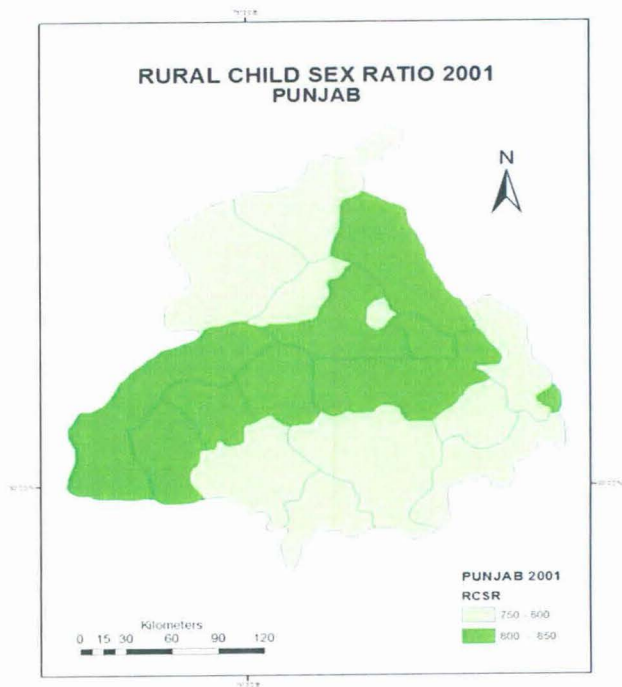 RURAL CHILD SEX RATIO 2001
PUNJAB
N
PUNJAB 2001
RCSR
750 - 800
800 - 850
Kilometers
0 15 30 60 90 120